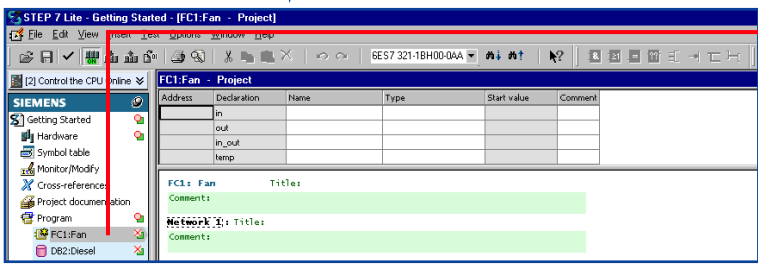 STEP 7 Lite - Getting Started - [FC1:Fan - Project]
File Edit View Insert Test Options Window Help
6ES7 321-1BH00-0AA
[2] Control the CPU Online
FC1:Fan - Project
SIEMENS
Address Declaration Name Type Start value Comment
in
out
in_out
temp
Getting Started
Hardware
Symbol table
Monitor/Modify
Cross-references
Project documentation
Program
FC1:Fan
DB2:Diesel
FC1: Fan Title:
Comment:
Network 1: Title:
Comment: